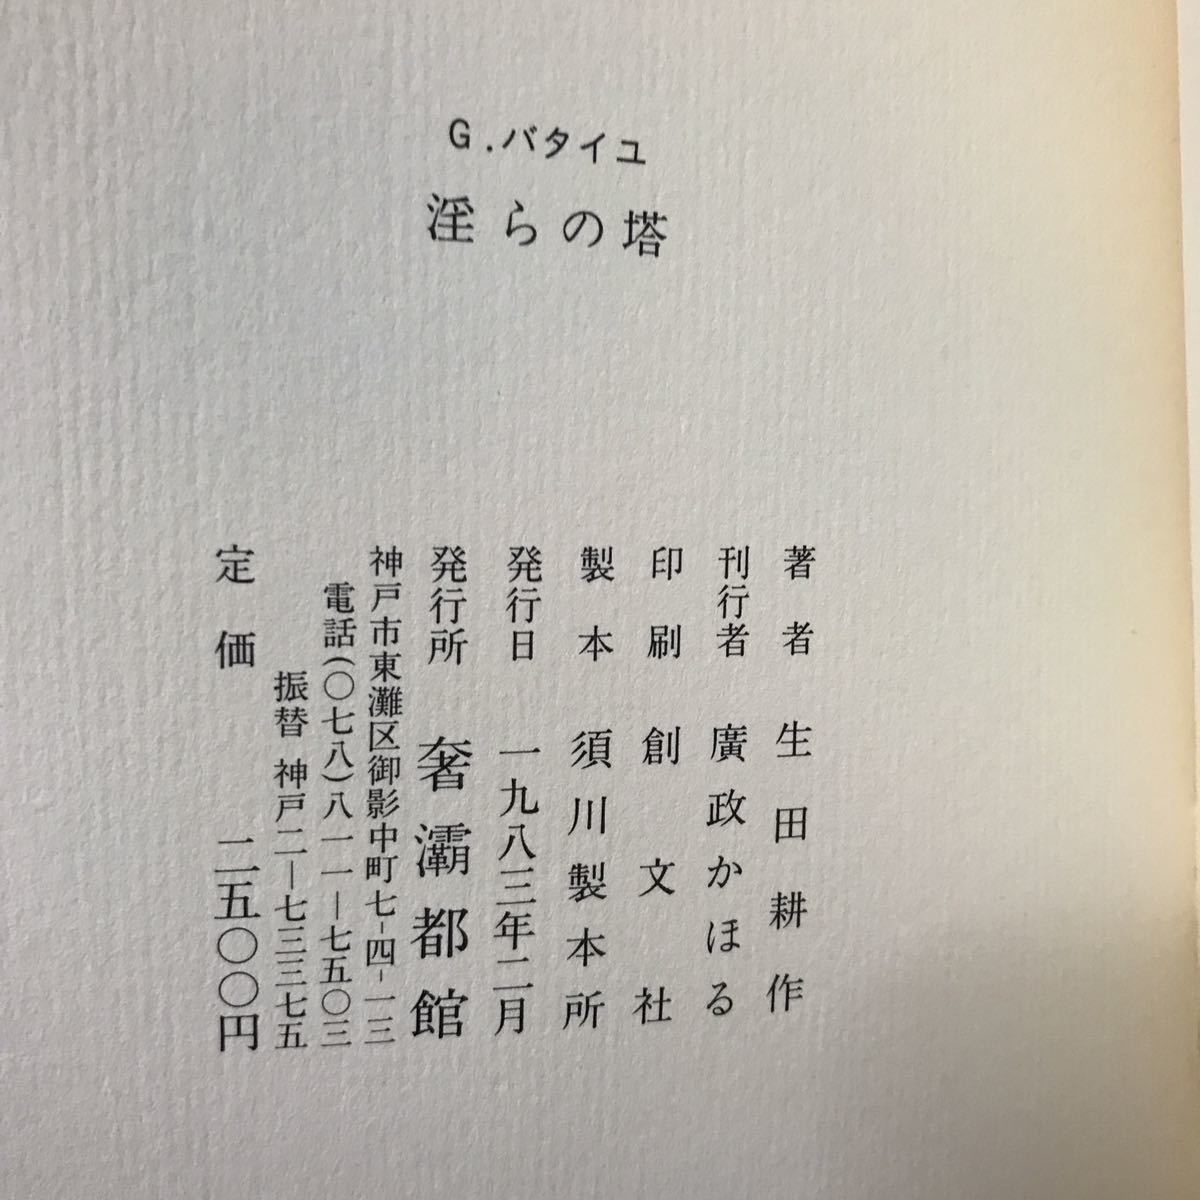 G．バタイユ
淫らの塔
著者 生田耕作
刊行者 廣政かほる
印刷 創文社
製本 須川製本所
発行日 一九八三年二月
発行所 奢灞都館
神戸市東灘区御影中町七-四-一三
電話(〇七八)八一一―七五〇三
振替 神戸二―七三三七五
定価 二五〇〇円